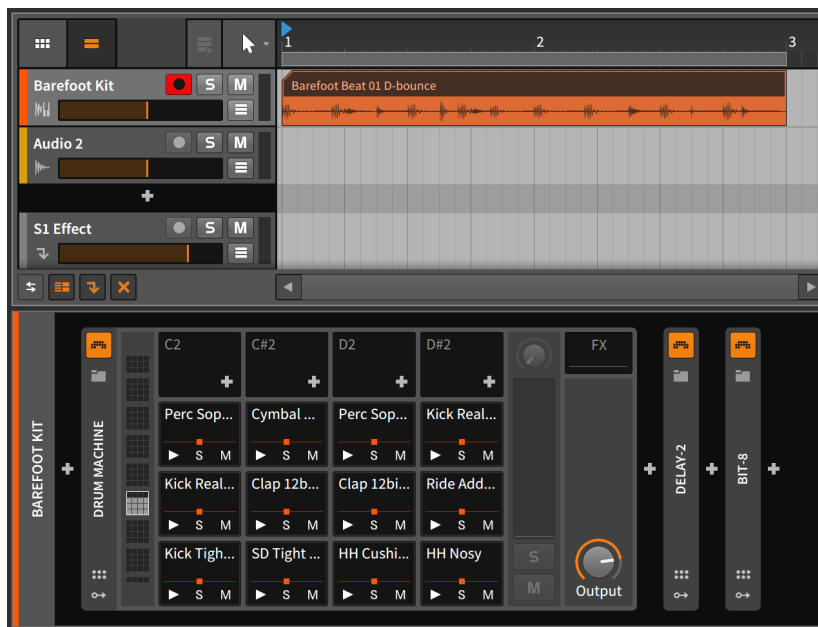 1 2 3
Barefoot Kit S M
Barefoot Beat 01 D-bounce
Audio 2 S M
S1 Effect S M
BAREFOOT KIT
DRUM MACHINE
C2 C#2 D2 D#2 FX
Perc Sop... Cymbal ... Perc Sop... Kick Real...
S M S M S M S M
Kick Real... Clap 12b... Clap 12bi... Ride Add...
S M S M S M S M
Kick Tigh... SD Tight ... HH Cushi... HH Nosy
S M S M S M S M
S
M
Output
DELAY-2
BIT-8